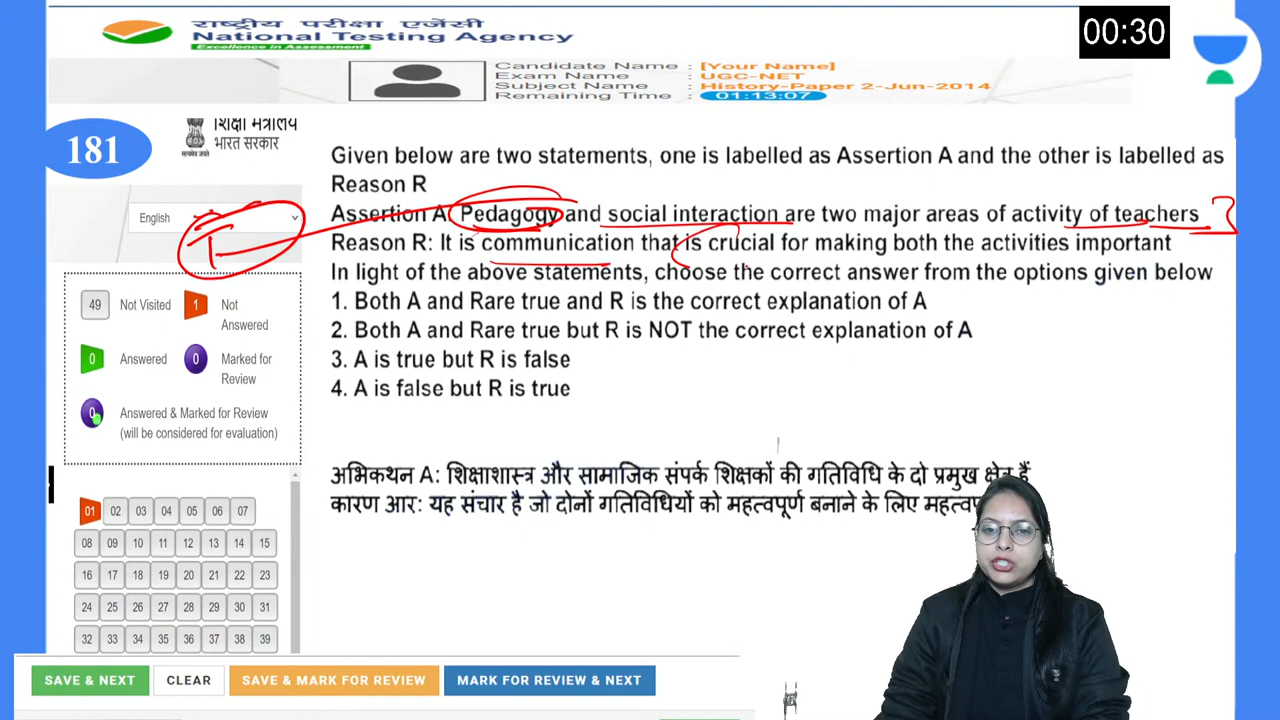 राष्ट्रीय परीक्षा एजेंसी
National Testing Agency
Excellence in Assessment
00:30
Candidate Name : [Your Name]
Exam Name : UGC-NET
Subject Name : History-Paper 2-Jun-2014
Remaining Time : 01:13:07
181
शिक्षा मंत्रालय
भारत सरकार
सत्यमेव जयते
English
Given below are two statements, one is labelled as Assertion A and the other is labelled as
Reason R
Assertion A: Pedagogy and social interaction are two major areas of activity of teachers
Reason R: It is communication that is crucial for making both the activities important
In light of the above statements, choose the correct answer from the options given below
1. Both A and Rare true and R is the correct explanation of A
2. Both A and Rare true but R is NOT the correct explanation of A
3. A is true but R is false
4. A is false but R is true
49 Not Visited 1 Not Answered
0 Answered 0 Marked for Review
0 Answered & Marked for Review
(will be considered for evaluation)
अभिकथन A: शिक्षाशास्त्र और सामाजिक संपर्क शिक्षकों की गतिविधि के दो प्रमुख क्षेत्र हैं
कारण आर: यह संचार है जो दोनों गतिविधियों को महत्वपूर्ण बनाने के लिए
01 02 03 04 05 06 07
08 09 10 11 12 13 14 15
16 17 18 19 20 21 22 23
24 25 26 27 28 29 30 31
32 33 34 35 36 37 38 39
SAVE & NEXT CLEAR SAVE & MARK FOR REVIEW MARK FOR REVIEW & NEXT